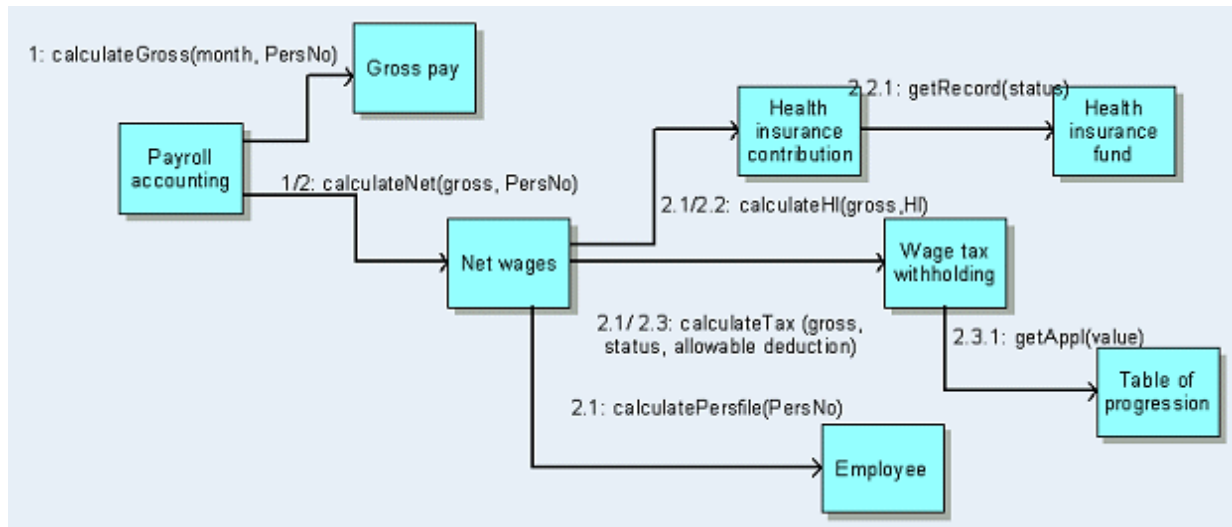 1: calculateGross(month, PersNo)
Gross pay
2.2.1: getRecord(status)
Health
insurance
contribution
Health
insurance
fund
Payroll
accounting
1/2: calculateNet(gross, PersNo)
2.1/2.2: calculateHI(gross,HI)
Net wages
Wage tax
withholding
2.1/ 2.3: calculateTax (gross,
status, allowable deduction)
2.3.1: getAppl(value)
Table of
progression
2.1: calculatePersfile(PersNo)
Employee